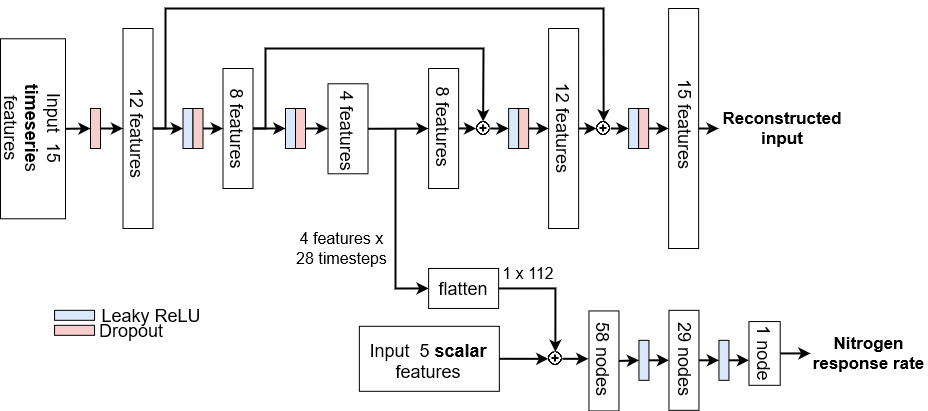 Input 15
timeseries
features
12 features
8 features
4 features
8 features
12 features
15 features
Reconstructed
input
4 features x
28 timesteps
flatten
1 x 112
Leaky ReLU
Dropout
Input 5 scalar
features
58 nodes
29 nodes
1 node
Nitrogen
response rate